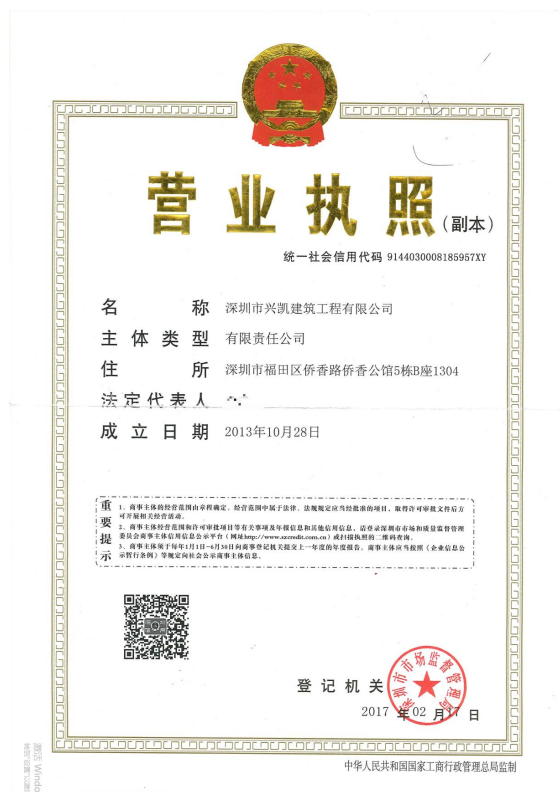 营业执照
(副本)
统一社会信用代码 91440300081859​57XY
名称 深圳市兴凯建筑工程有限公司
主体类型 有限责任公司
住所 深圳市福田区侨香路侨香公馆5栋B座1304
法定代表人
成立日期 2013年10月28日
重要提示
1、商事主体的经营范围由章程确定。经营范围中属于法律、法规规定应当经批准的项目,取得许可审批文件后方
可开展相关经营活动。
2、商事主体经营范围和许可审批项目等有关事项及年报信息和其他信用信息,请登录深圳市市场和质量监督管理
委员会商事主体信用信息公示平台(网址http://www.szcredit.com.cn)或扫描执照的二维码查询。
3、商事主体须于每年1月1日-6月30日向商事登记机关提交上一年度的年度报告。商事主体应当按照《企业信息公
示暂行条例》等规定向社会公示商事主体信息。
登记机关
深圳市市场监督管理局
2017 年 02 月 17 日
中华人民共和国国家工商行政管理总局监制
激活 Windo